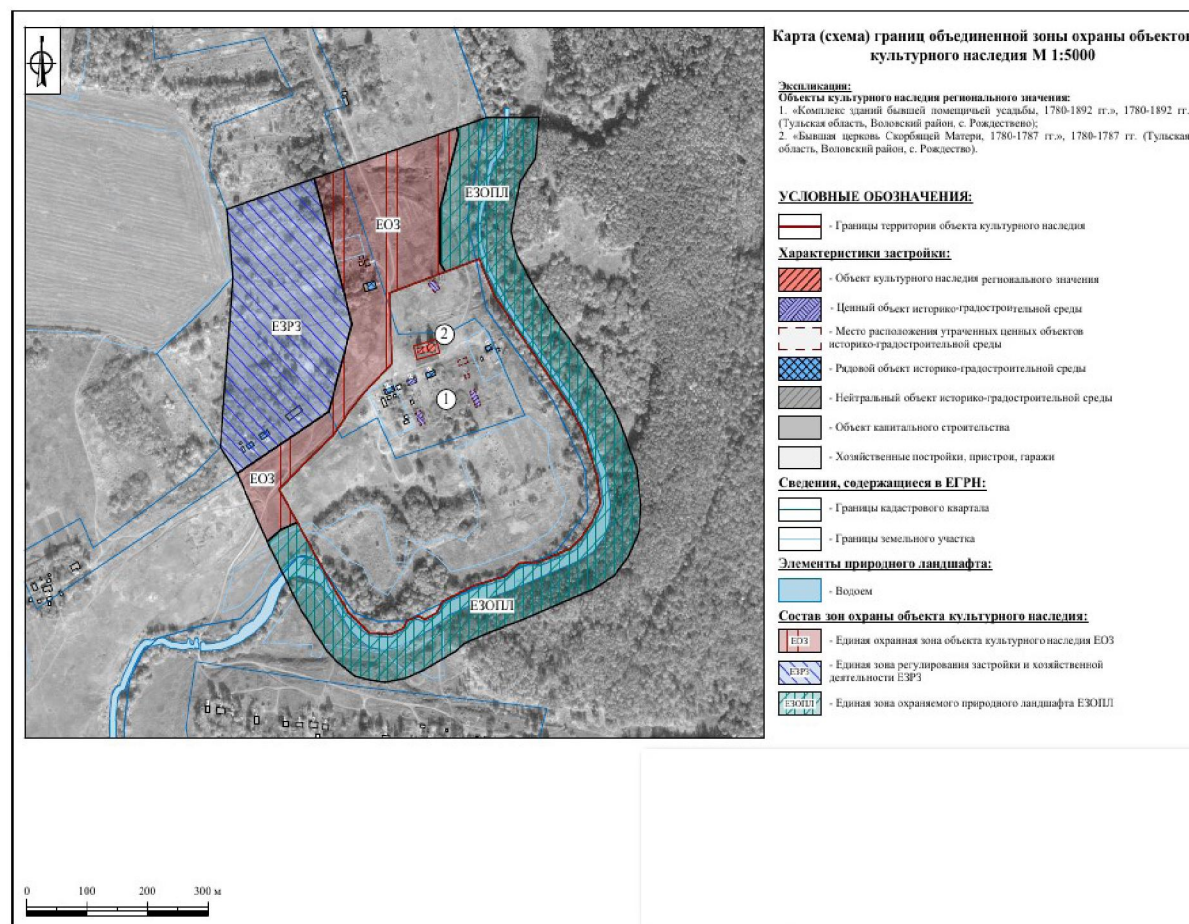 Карта (схема) границ объединенной зоны охраны объектов
культурного наследия М 1:5000
Экспликация:
Объекты культурного наследия регионального значения:
1. «Комплекс зданий бывшей помещичьей усадьбы, 1780-1892 гг.», 1780-1892 гг.
(Тульская область, Воловский район, с. Рождествено);
2. «Бывшая церковь Скорбящей Матери, 1780-1787 гг.», 1780-1787 гг. (Тульская
область, Воловский район, с. Рождество).
УСЛОВНЫЕ ОБОЗНАЧЕНИЯ:
- Границы территории объекта культурного наследия
Характеристики застройки:
- Объект культурного наследия регионального значения
- Ценный объект историко-градостроительной среды
- Место расположения утраченных ценных объектов
историко-градостроительной среды
- Рядовой объект историко-градостроительной среды
- Нейтральный объект историко-градостроительной среды
- Объект капитального строительства
- Хозяйственные постройки, пристрои, гаражи
Сведения, содержащиеся в ЕГРН:
- Границы кадастрового квартала
- Границы земельного участка
Элементы природного ландшафта:
- Водоем
Состав зон охраны объекта культурного наследия:
ЕОЗ - Единая охранная зона объекта культурного наследия ЕОЗ
ЕЗРЗ - Единая зона регулирования застройки и хозяйственной
деятельности ЕЗРЗ
ЕЗОПЛ - Единая зона охраняемого природного ландшафта ЕЗОПЛ
ЕЗОПЛ
ЕОЗ
ЕЗРЗ
2
1
ЕОЗ
ЕЗОПЛ
0 100 200 300 м